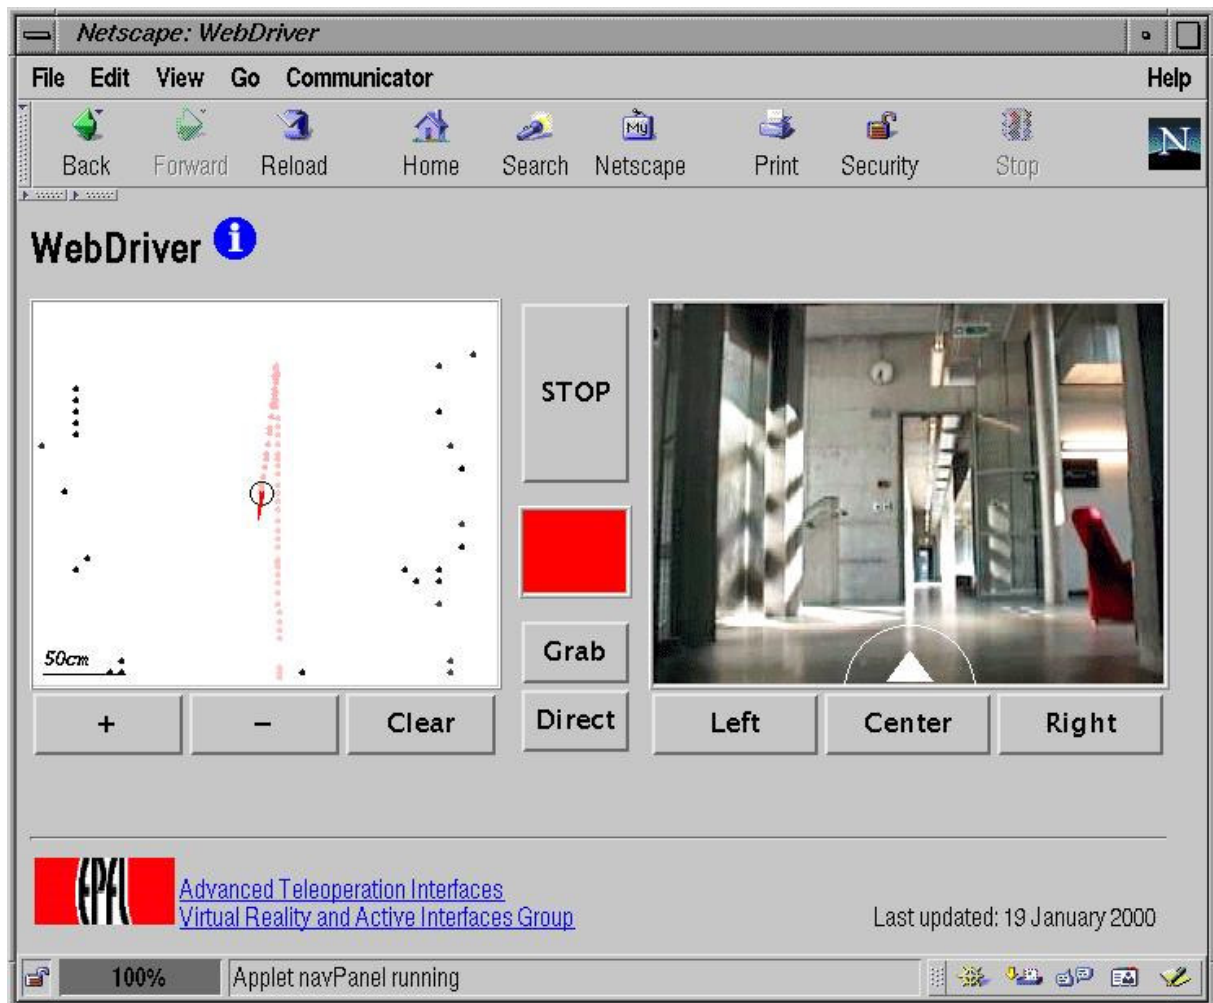 Netscape: WebDriver
File Edit View Go Communicator Help
Back Forward Reload Home Search Netscape Print Security Stop
My
N
WebDriver i
STOP
50cm
Grab
+ - Clear Direct Left Center Right
EPFL
Advanced Teleoperation Interfaces
Virtual Reality and Active Interfaces Group
Last updated: 19 January 2000
100% Applet navPanel running